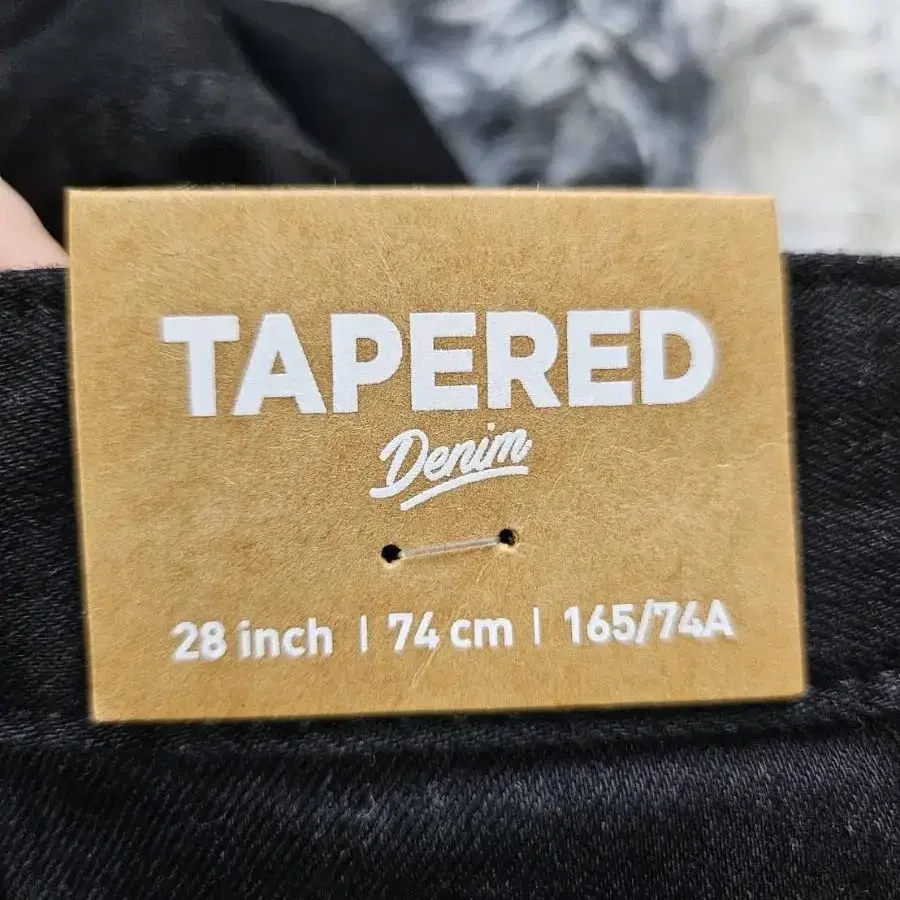 TAPERED
Denim
28 inch | 74 cm | 165/74A